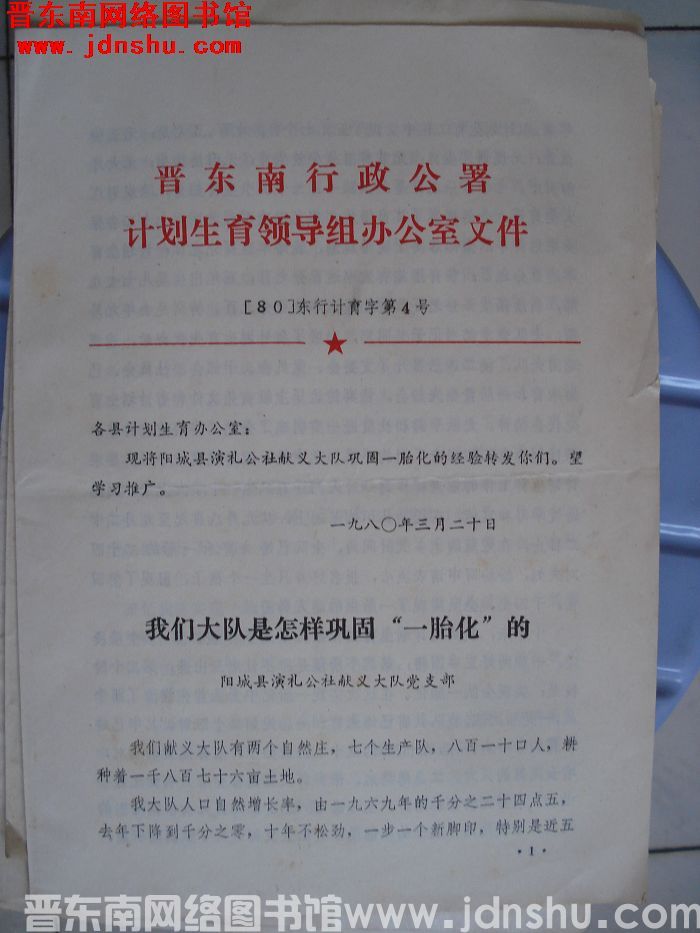 晋东南网络图书馆
www.jdnshu.com
晋东南行政公署
计划生育领导组办公室文件
〔80〕东行计育字第4号
各县计划生育办公室：
现将阳城县演礼公社献义大队巩固一胎化的经验转发你们。望
学习推广。
一九八〇年三月二十日
我们大队是怎样巩固“一胎化”的
阳城县演礼公社献义大队党支部
我们献义大队有两个自然庄，七个生产队，八百一十口人，耕
种着一千八百七十六亩土地。
我大队人口自然增长率，由一九六九年的千分之二十四点五，
去年下降到千分之零，十年不松劲，一步一个新脚印，特别是近五
·1·
晋东南网络图书馆 www.jdnshu.com